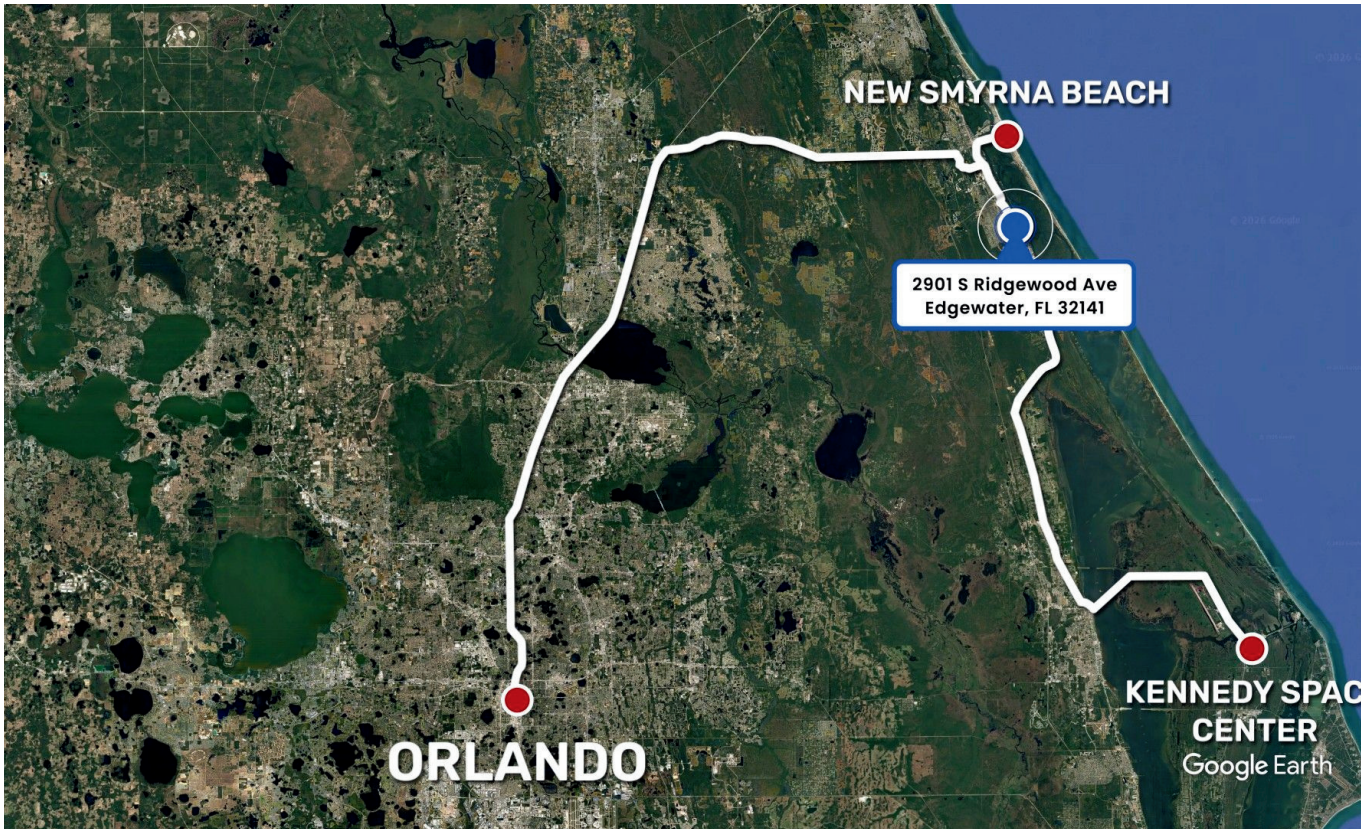 NEW SMYRNA BEACH
2901 S Ridgewood Ave
Edgewater, FL 32141
KENNEDY SPAC
CENTER
ORLANDO
Google Earth